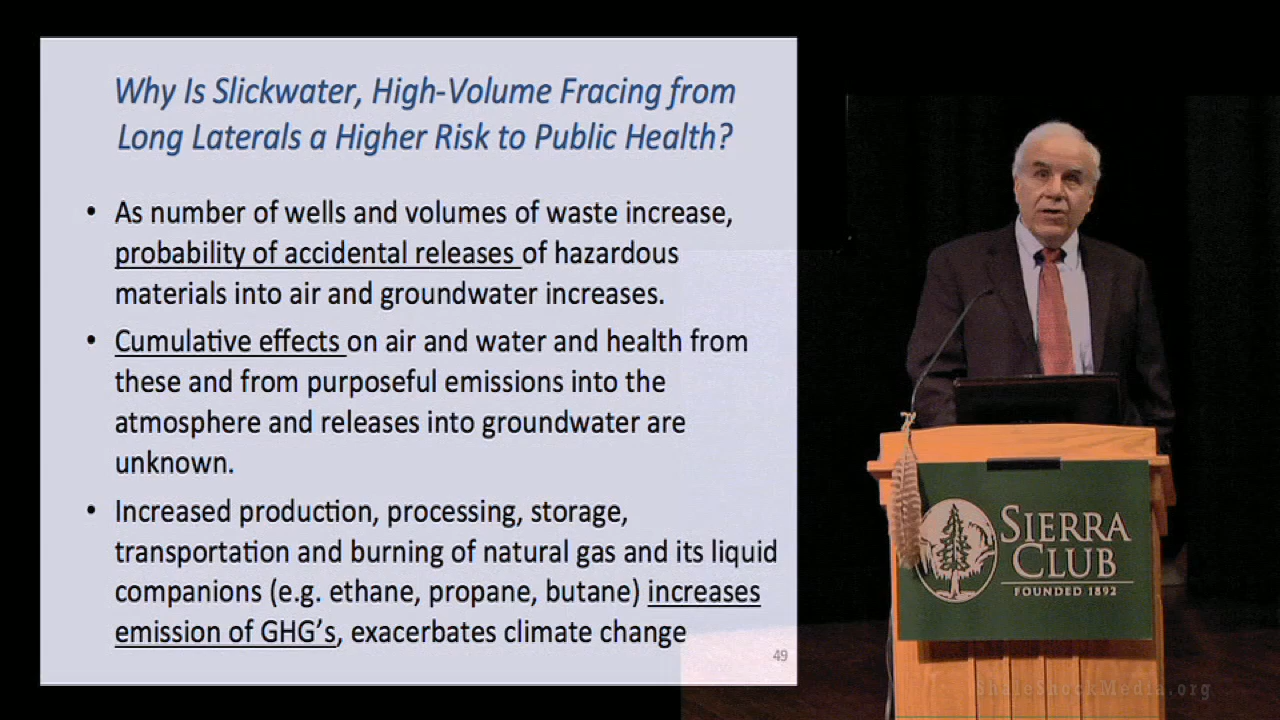 Why Is Slickwater, High-Volume Fracing from
Long Laterals a Higher Risk to Public Health?
• As number of wells and volumes of waste increase,
probability of accidental releases of hazardous
materials into air and groundwater increases.
• Cumulative effects on air and water and health from
these and from purposeful emissions into the
atmosphere and releases into groundwater are
unknown.
• Increased production, processing, storage,
transportation and burning of natural gas and its liquid
companions (e.g. ethane, propane, butane) increases
emission of GHG's, exacerbates climate change
49
SIERRA
CLUB
FOUNDED 1892
ShaleShockMedia.org